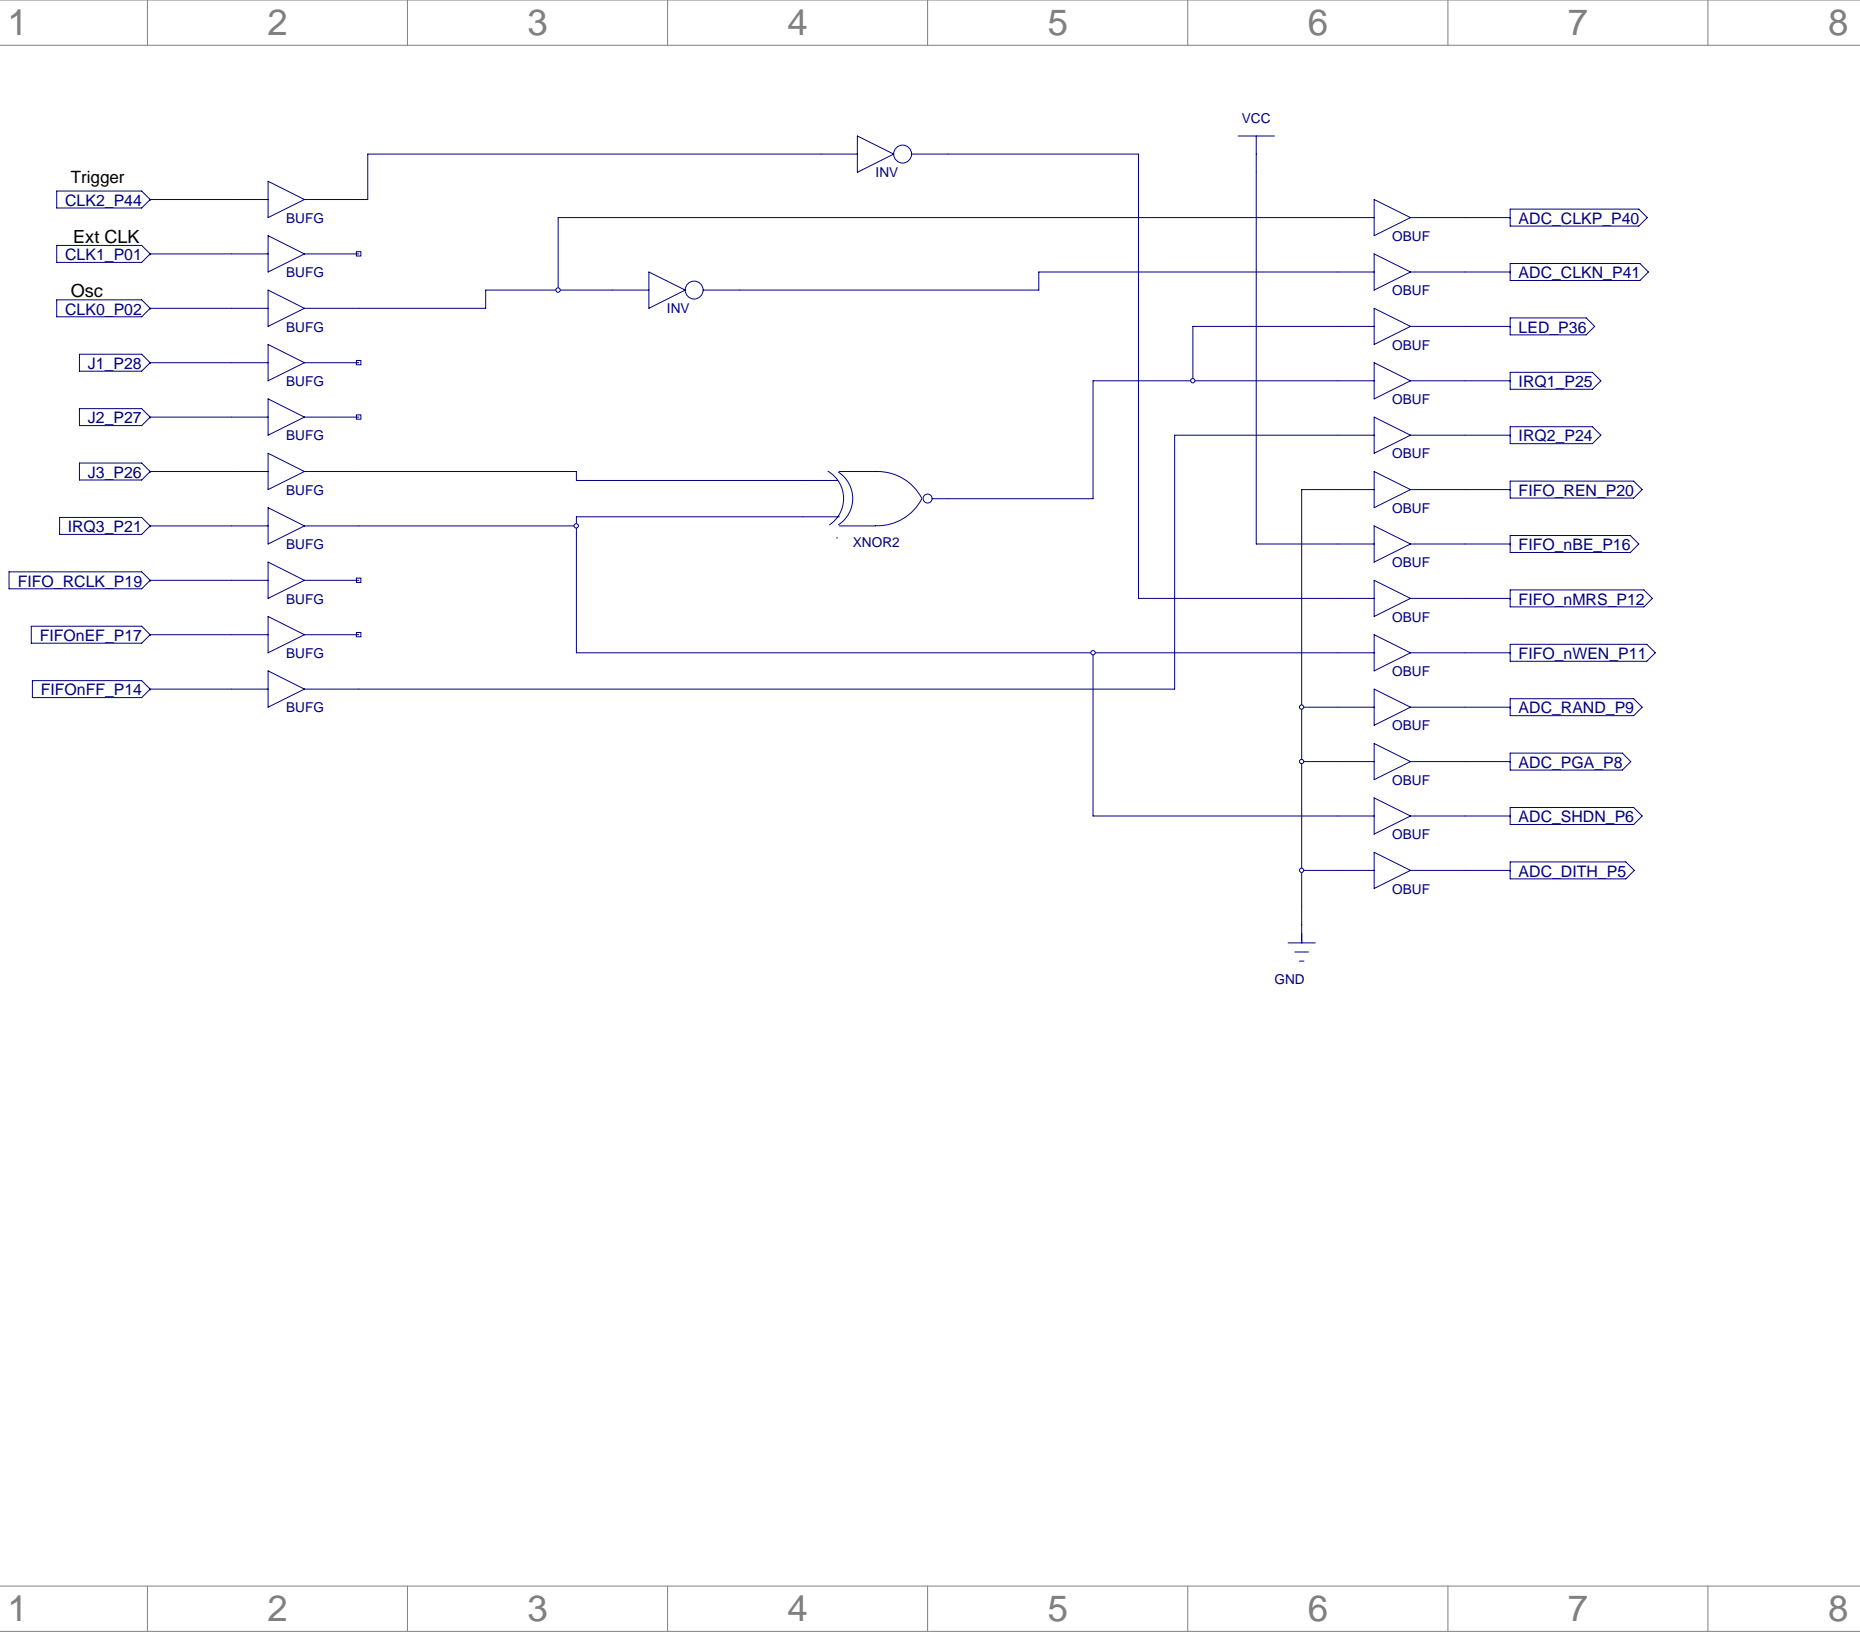 1 2 3 4 5 6 7 8
VCC
INV
Trigger
CLK2_P44
BUFG
ADC_CLKP_P40
OBUF
Ext CLK
CLK1_P01
BUFG
ADC_CLKN_P41
OBUF
Osc
CLK0_P02
BUFG
INV
LED_P36
OBUF
J1_P28
BUFG
IRQ1_P25
OBUF
J2_P27
BUFG
IRQ2_P24
OBUF
J3_P26
BUFG
FIFO_REN_P20
OBUF
IRQ3_P21
BUFG
XNOR2
FIFO_nBE_P16
OBUF
FIFO_RCLK_P19
BUFG
FIFO_nMRS_P12
OBUF
FIFOnEF_P17
BUFG
FIFO_nWEN_P11
OBUF
FIFOnFF_P14
BUFG
ADC_RAND_P9
OBUF
ADC_PGA_P8
OBUF
ADC_SHDN_P6
OBUF
ADC_DITH_P5
OBUF
GND
1 2 3 4 5 6 7 8